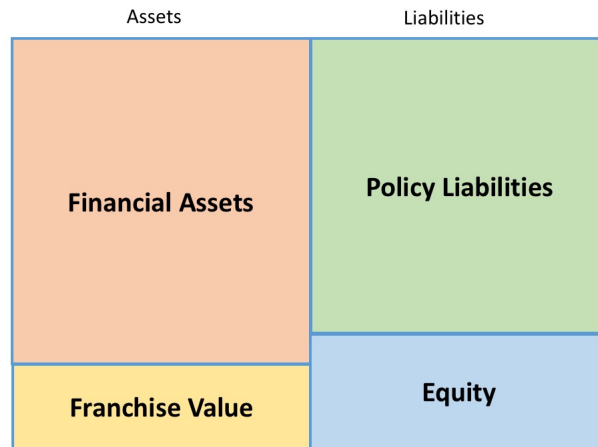 Assets
Liabilities
Financial Assets
Policy Liabilities
Franchise Value
Equity